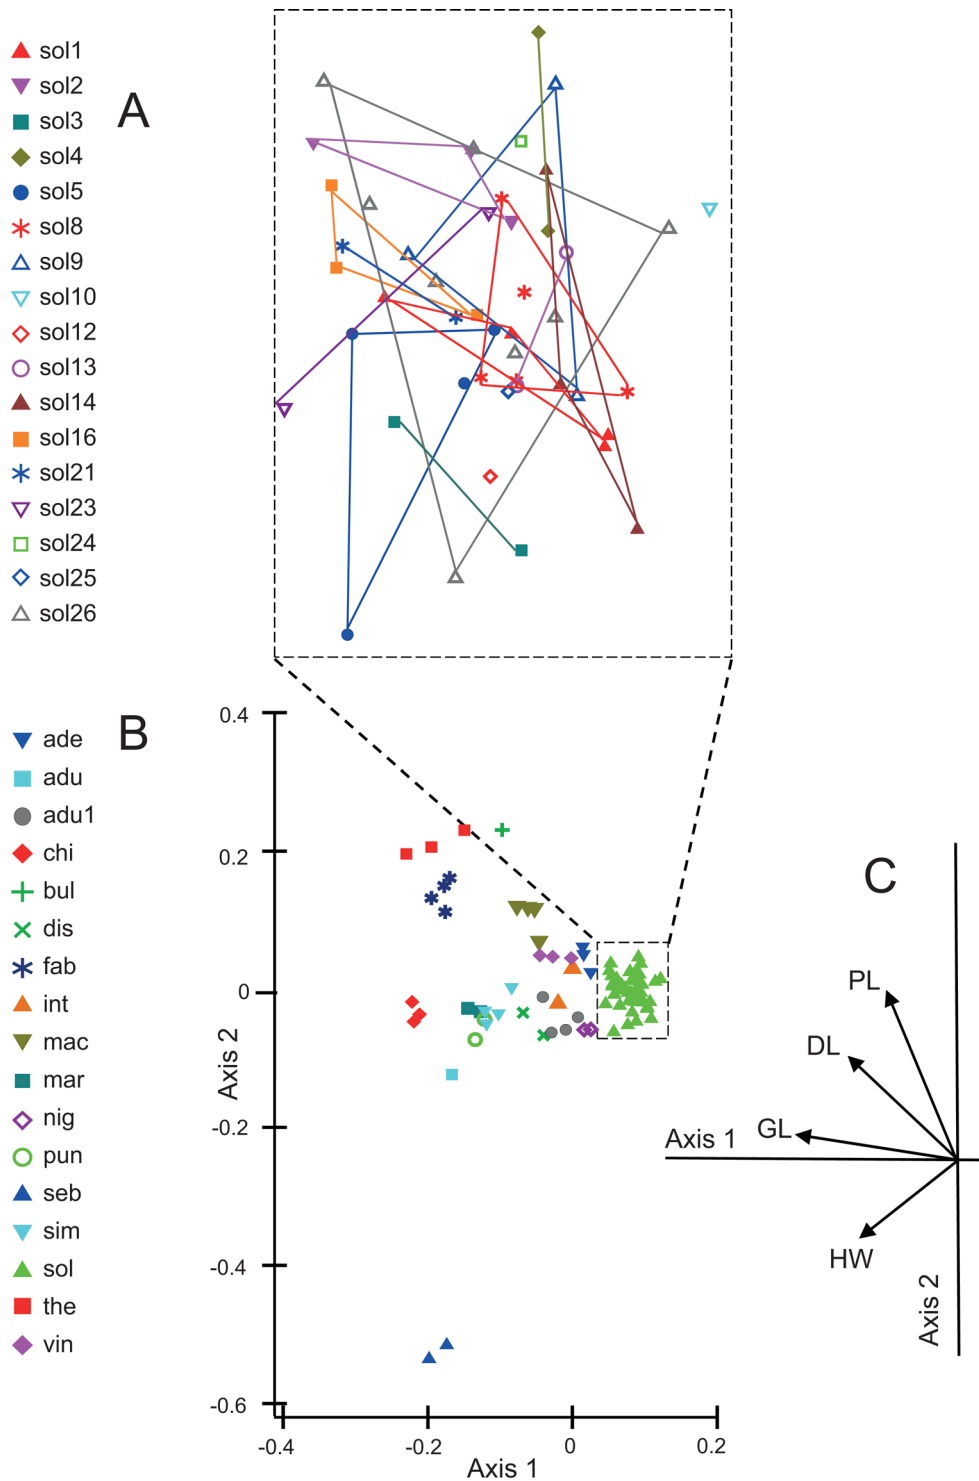 A
sol1
sol2
sol3
sol4
sol5
sol8
sol9
sol10
sol12
sol13
sol14
sol16
sol21
sol23
sol24
sol25
sol26
B
ade
adu
adu1
chi
bul
dis
fab
int
mac
mar
nig
pun
seb
sim
sol
the
vin
0.4
0.2
0
-0.2
-0.4
-0.6
Axis 2
-0.4
-0.2
0
0.2
Axis 1
C
PL
DL
GL
HW
Axis 1
Axis 2